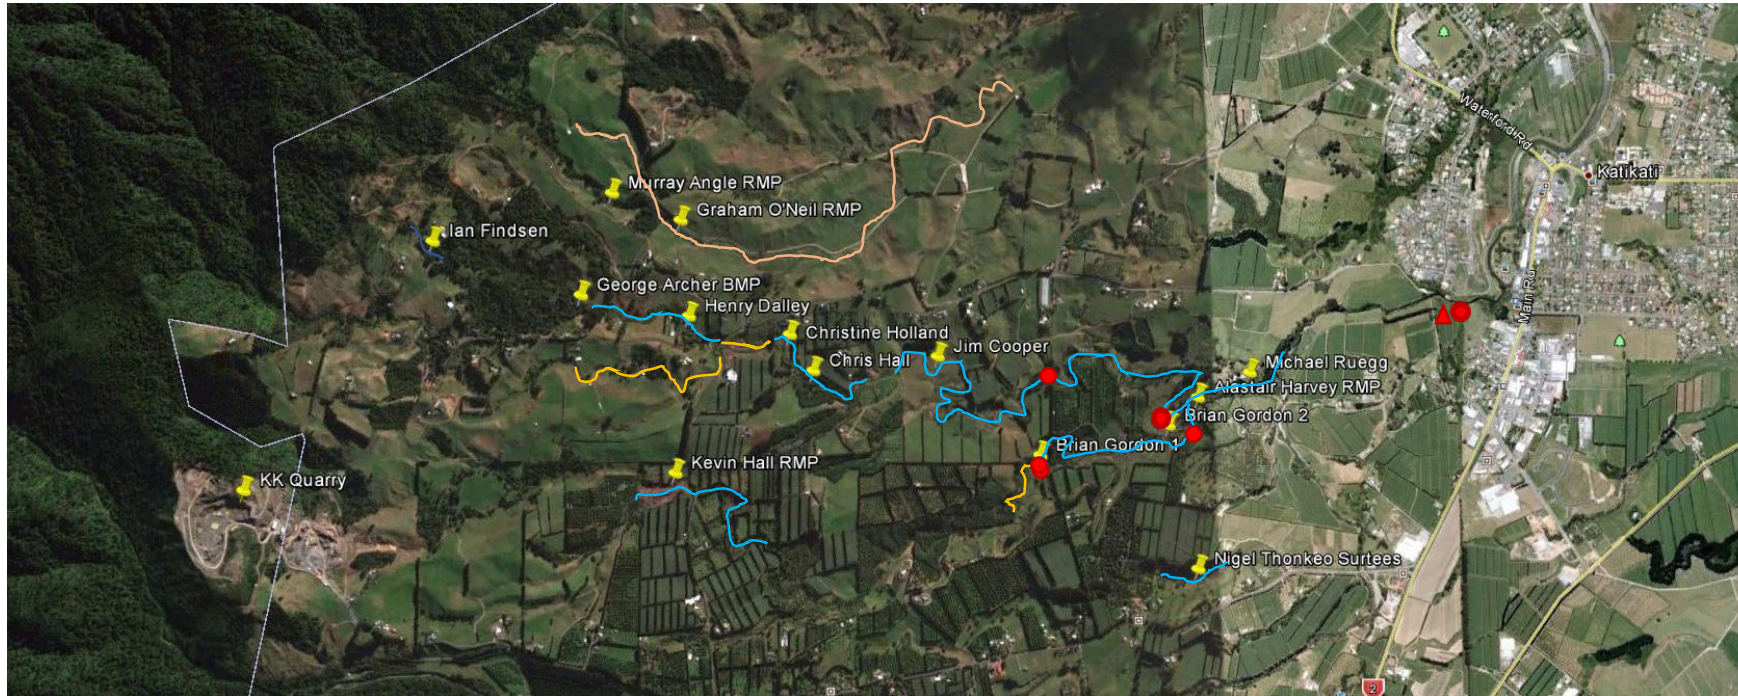 Waterford Rd
Katikati
Murray Angle RMP
Graham O'Neil RMP
Ian Findsen
George Archer BMP
Henry Dalley
Main Rd
Christine Holland
Jim Cooper
Chris Hall
Michael Ruegg
Alastair Harvey RMP
Brian Gordon 2
Brian Gordon 1
Kevin Hall RMP
KK Quarry
Nigel Thonkeo Surtees
2